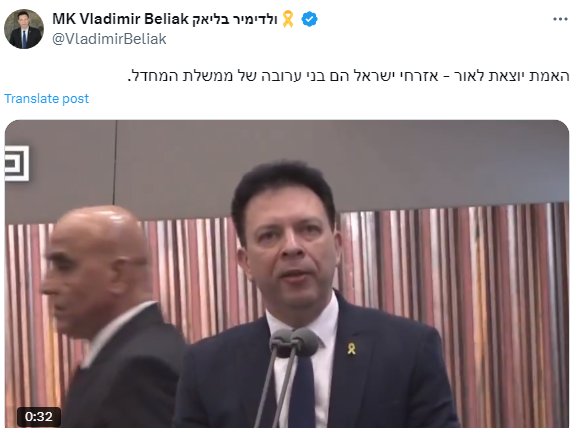 MK Vladimir Beliak ולדימיר בליאק🎗️
@VladimirBeliak
האמת יוצאת לאור - אזרחי ישראל הם בני ערובה של ממשלת המחדל.
Translate post
0:32